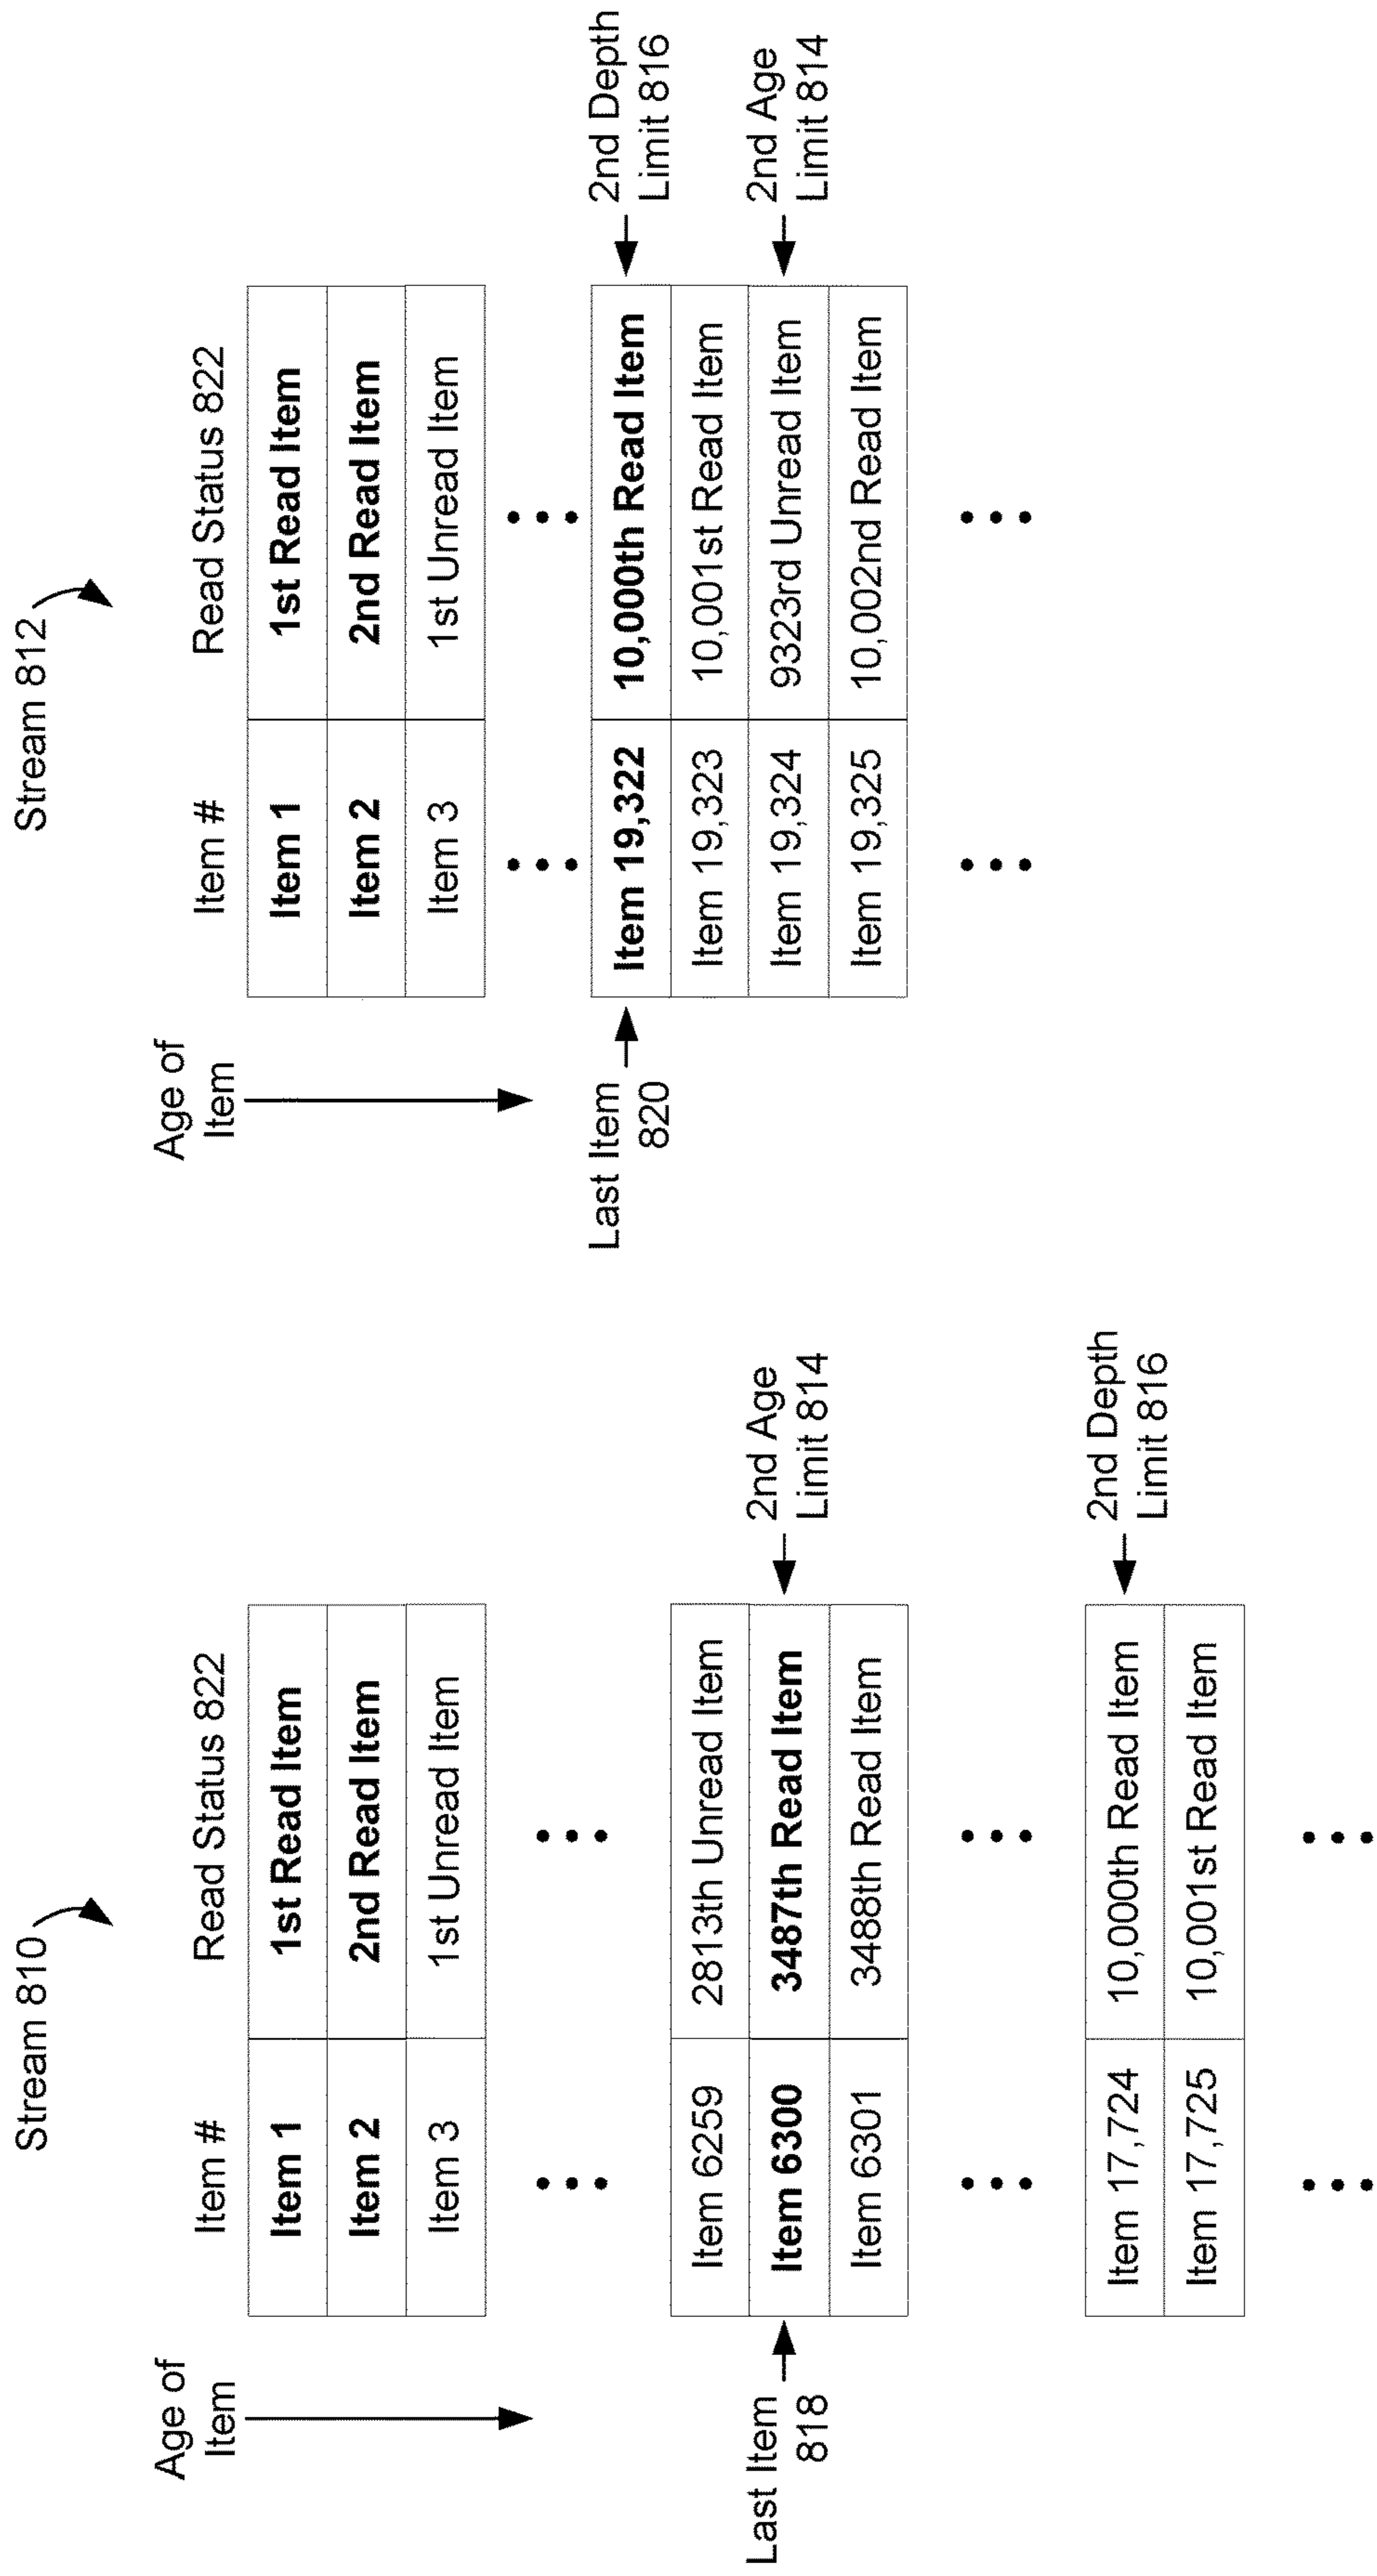 Stream 810
Age of
Item
Item #
Read Status 822
Item 1
1st Read Item
Item 2
2nd Read Item
Item 3
1st Unread Item
Item 6259
2813th Unread Item
Last Item
818
Item 6300
3487th Read Item
2nd Age
Limit 814
Item 6301
3488th Read Item
Item 17,724
10,000th Read Item
2nd Depth
Limit 816
Item 17,725
10,001st Read Item
Stream 812
Age of
Item
Item #
Read Status 822
Item 1
1st Read Item
Item 2
2nd Read Item
Item 3
1st Unread Item
Last Item
820
Item 19,322
10,000th Read Item
2nd Depth
Limit 816
Item 19,323
10,001st Read Item
Item 19,324
9323rd Unread Item
2nd Age
Limit 814
Item 19,325
10,002nd Read Item